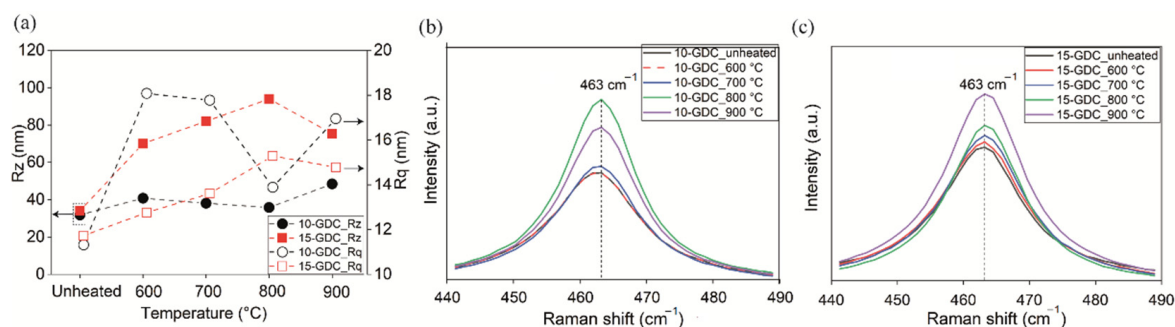 (a)
120
100
80
60
40
20
0
Rz (nm)
20
18
16
14
12
10
Rq (nm)
10-GDC_Rz
15-GDC_Rz
10-GDC_Rq
15-GDC_Rq
Unheated 600 700 800 900
Temperature (°C)
(b)
Intensity (a.u.)
10-GDC_unheated
10-GDC_600 °C
10-GDC_700 °C
10-GDC_800 °C
10-GDC_900 °C
463 cm⁻¹
440 450 460 470 480 490
Raman shift (cm⁻¹)
(c)
Intensity (a.u.)
15-GDC_unheated
15-GDC_600 °C
15-GDC_700 °C
15-GDC_800 °C
15-GDC_900 °C
463 cm⁻¹
440 450 460 470 480 490
Raman shift (cm⁻¹)